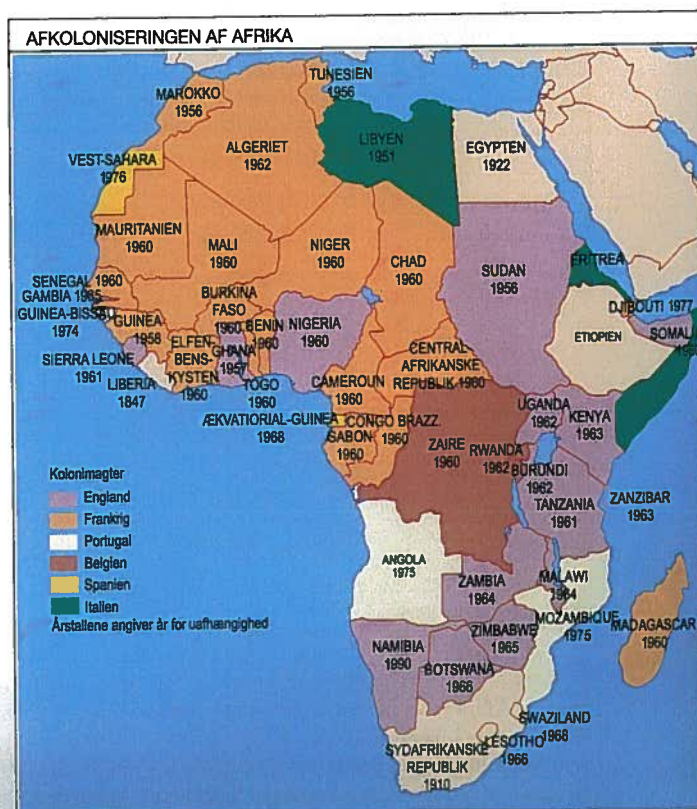 AFKOLONISERINGEN AF AFRIKA
TUNESIEN
1956
MAROKKO
1956
ALGERIET
1962
LIBYEN
1951
EGYPTEN
1922
VEST-SAHARA
1976
MAURITANIEN
1960
MALI
1960
NIGER
1960
CHAD
1960
SUDAN
1956
ERITREA
DJIBOUTI 1977
ETIOPIEN
SOMALI
SENEGAL 1960
GAMBIA 1965
GUINEA-BISSAU
1974
GUINEA-
1958
BURKINA
FASO
1960
BENIN
1960
NIGERIA
1960
SIERRA LEONE
1961
LIBERIA
1847
ELFEN-
BENS-
KYSTEN
1960
GHANA
1957
TOGO
1960
CAMEROUN
1960
CENTRAL-
AFRIKANSKE
REPUBLIK 1960
ÆKVATIORIAL-GUINEA
1968
GABON-
1960
CONGO BRAZZ.
1960
ZAIRE
1960
RWANDA
1962
BURUNDI
1962
UGANDA
1962
KENYA
1963
TANZANIA
1961
ZANZIBAR
1963
Kolonimagter
England
Frankrig
Portugal
Belgien
Spanien
Italien
Årstallene angiver år for uafhængighed
ANGOLA
1975
ZAMBIA
1964
MALAWI
1964
MOZAMBIQUE
1975
MADAGASCAR
1960
ZIMBABWE
1965
NAMIBIA
1990
BOTSWANA
1966
SWAZILAND
1968
LESOTHO
1966
SYDAFRIKANSKE
REPUBLIK
1910